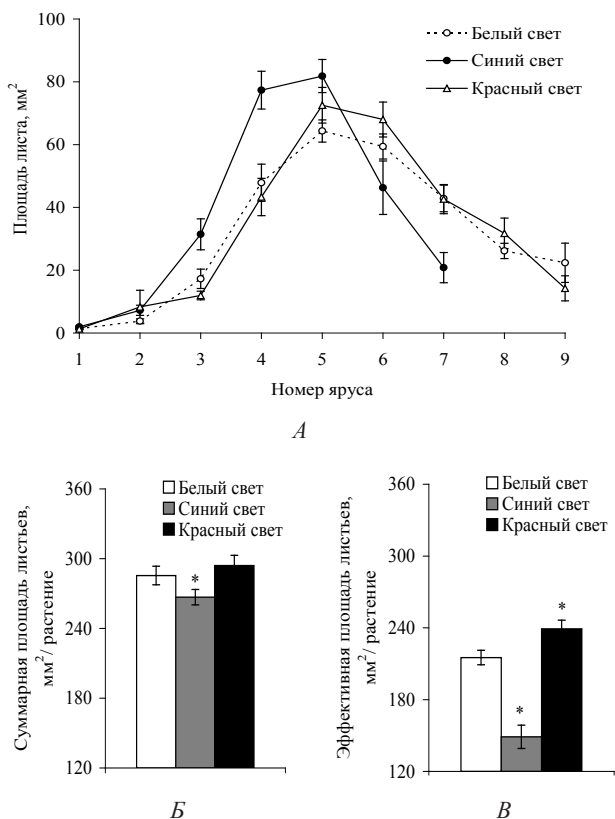 100
80
60
40
20
0
Площадь листа, мм²
Белый свет
Синий свет
Красный свет
1 2 3 4 5 6 7 8 9
Номер яруса
А
360
300
260
180
120
Суммарная площадь листьев,
мм²/ растение
Белый свет
Синий свет
Красный свет
*
Б
360
300
240
180
120
Эффективная площадь листьев,
мм²/ растение
Белый свет
Синий свет
Красный свет
*
*
В